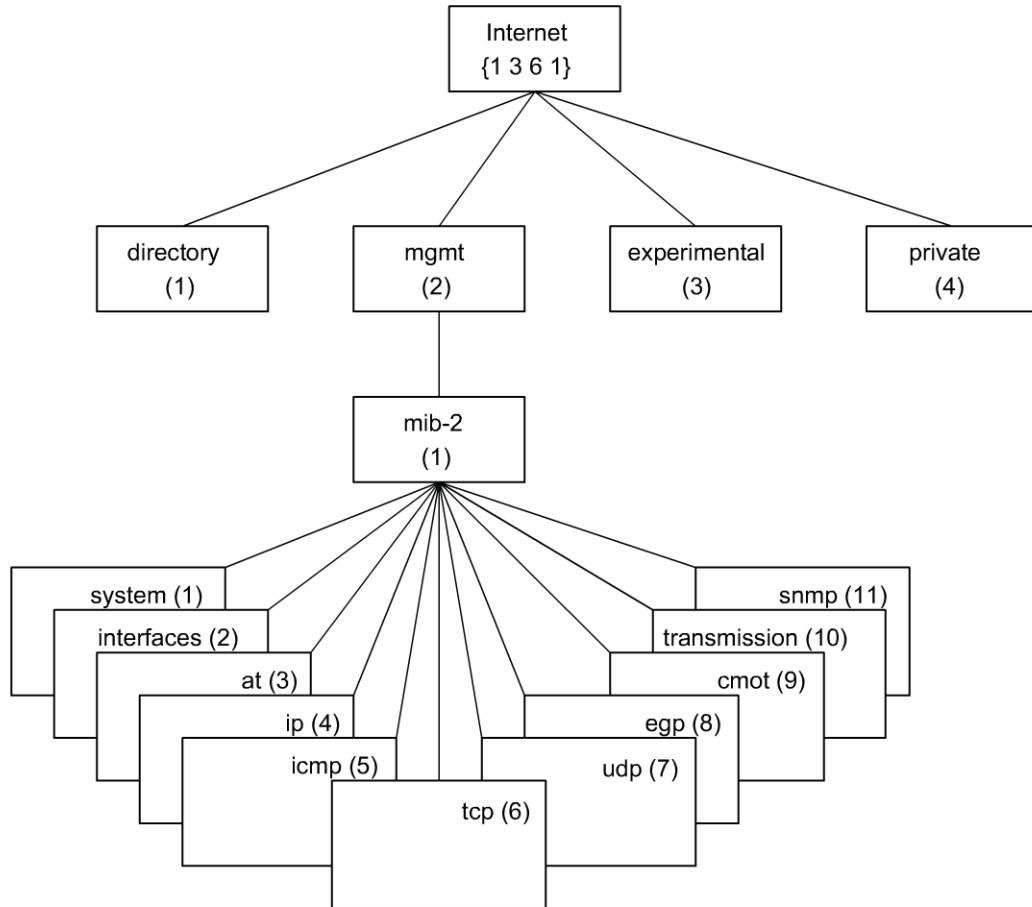 Internet
{1 3 6 1}
directory
(1)
mgmt
(2)
experimental
(3)
private
(4)
mib-2
(1)
system (1)
interfaces (2)
at (3)
ip (4)
icmp (5)
tcp (6)
udp (7)
egp (8)
cmot (9)
transmission (10)
snmp (11)